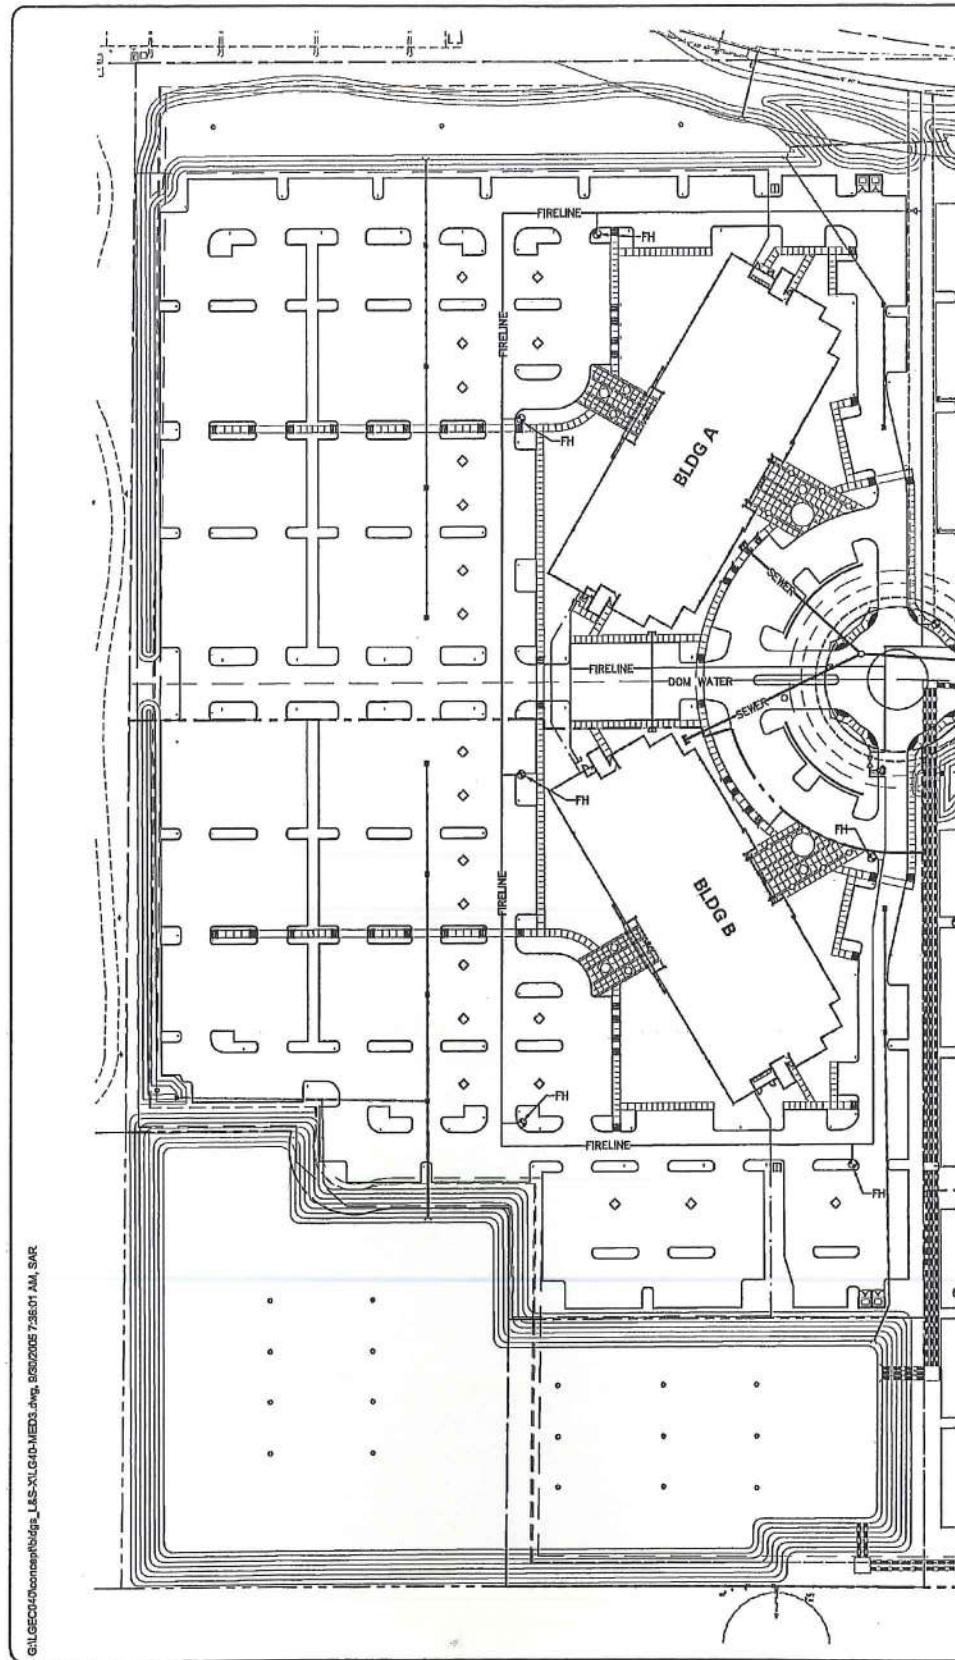 FIRELINE
FH
FIRELINE
FH
BLDG A
SEWER
FIRELINE
DOM WATER
SEWER
FH
FH
FIRELINE
BLDG B
FH
FIRELINE
FH
G:\LGEC040\concept\bldgs_L&S-X\LG40-MED3.dwg, 9/30/2005 7:36:01 AM, SAR